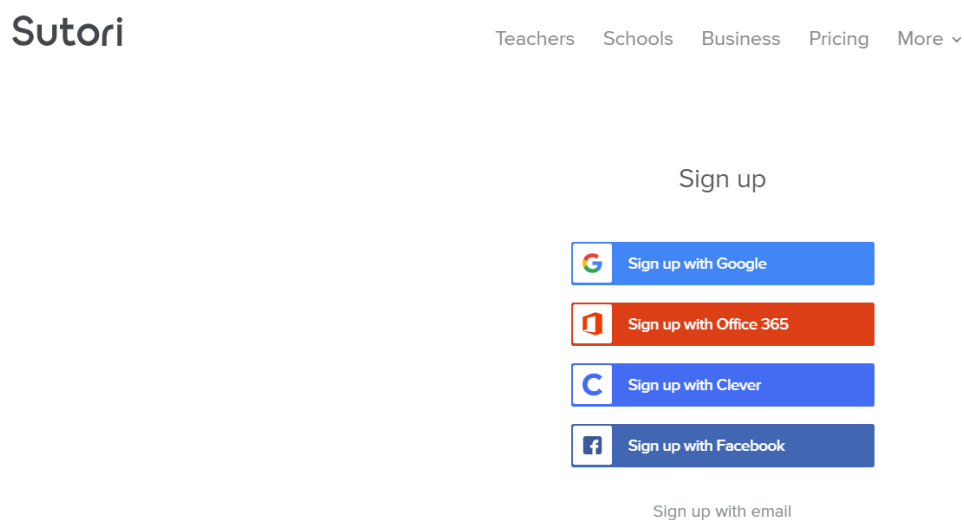 Sutori
Teachers Schools Business Pricing More
Sign up
Sign up with Google
Sign up with Office 365
Sign up with Clever
Sign up with Facebook
Sign up with email